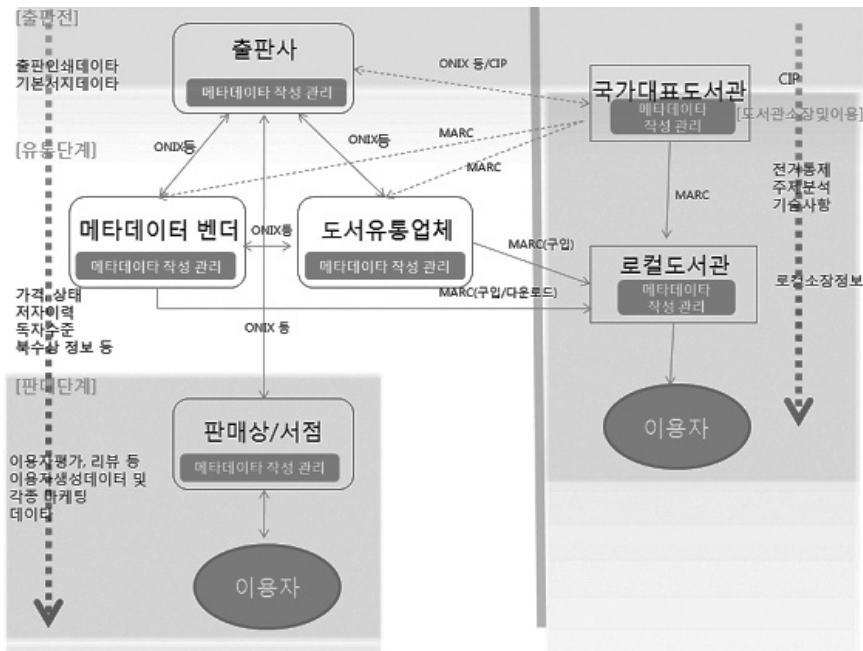 [출판전]
출판인쇄데이타
기본서지데이타
출판사
메타데이타 작성 관리
ONIX 등/CIP
국가대표도서관
메타데이타
작성 관리
CIP
[도서관소장및이용]
[유통단계]
ONIX등
ONIX등
MARC
MARC
MARC
전거통제
주제분석
기술사항
메타데이터 벤더
메타데이타 작성 관리
ONIX등
도서유통업체
메타데이타 작성 관리
MARC(구입)
로컬도서관
메타데이타
작성 관리
로컬소장정보
MARC(구입/다운로드)
가격, 상태
저자이력
독자수준
북수상 정보 등
ONIX 등
[판매단계]
판매상/서점
메타데이타 작성 관리
이용자
이용자평가, 리뷰 등
이용자생성데이터 및
각종 마케팅
데이타
이용자